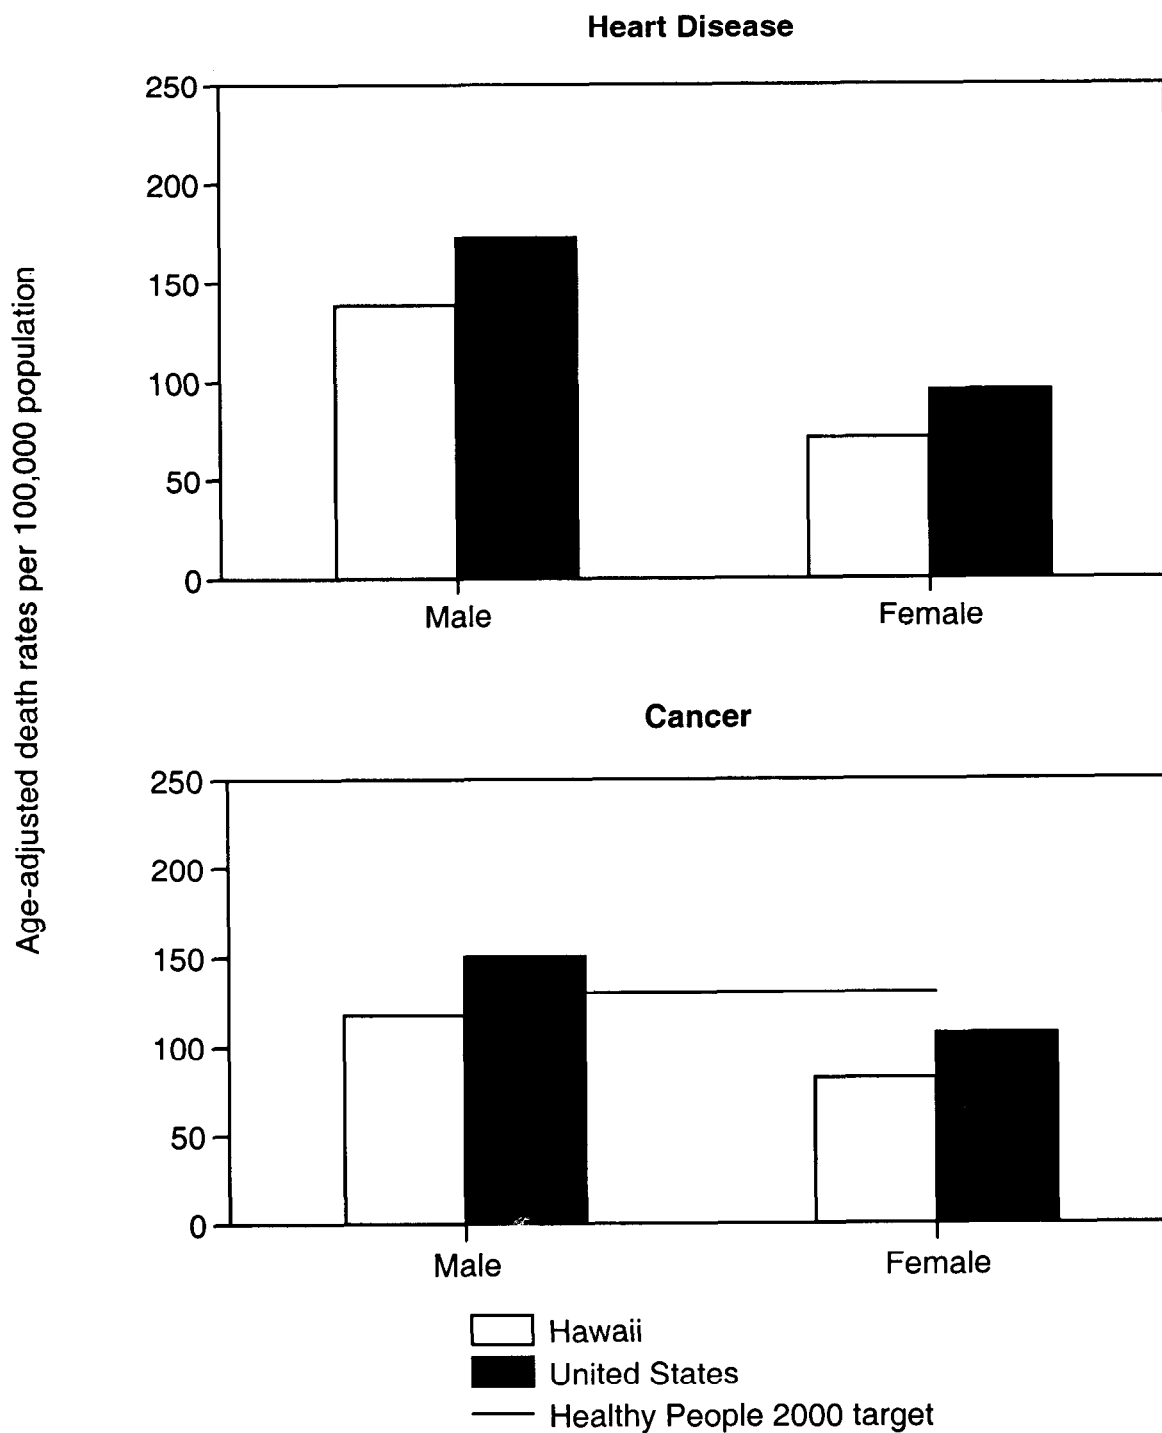 Heart Disease
Age-adjusted death rates per 100,000 population
250
200
150
100
50
0
Male
Female
Cancer
250
200
150
100
50
0
Male
Female
Hawaii
United States
Healthy People 2000 target